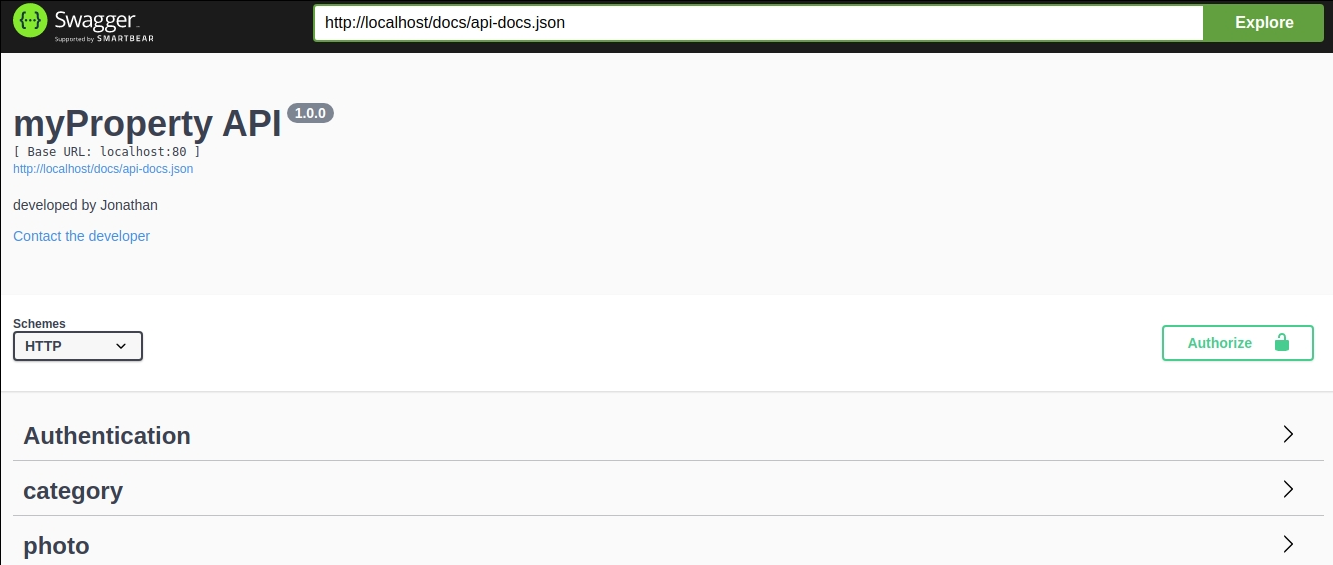 Swagger
Supported by SMARTBEAR
http://localhost/docs/api-docs.json
Explore
myProperty API 1.0.0
[ Base URL: localhost:80 ]
http://localhost/docs/api-docs.json
developed by Jonathan
Contact the developer
Schemes
HTTP
Authorize
Authentication
category
photo